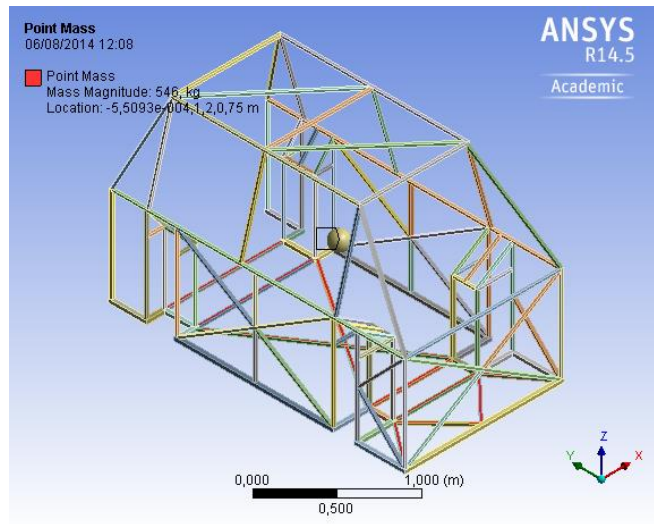 Point Mass
06/08/2014 12:08
Point Mass
Mass Magnitude: 546, kg
Location: -5,5093e-004,1,2,0,75 m
ANSYS
R14.5
Academic
0,000
1,000 (m)
0,500
Z
Y
X